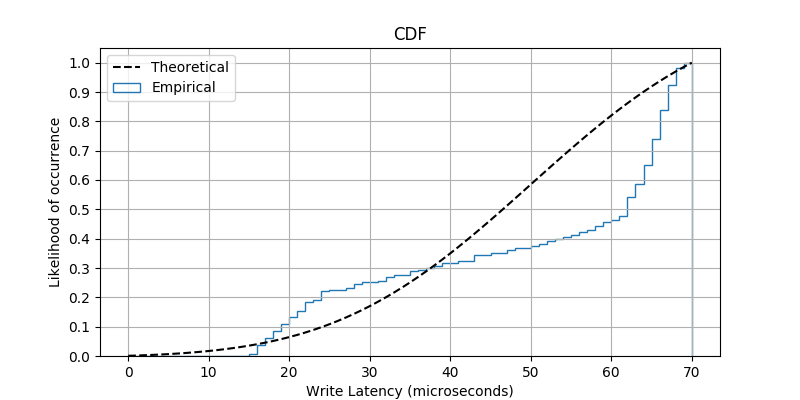 CDF
Theoretical
Empirical
Likelihood of occurrence
1.0
0.9
0.8
0.7
0.6
0.5
0.4
0.3
0.2
0.1
0.0
0 10 20 30 40 50 60 70
Write Latency (microseconds)